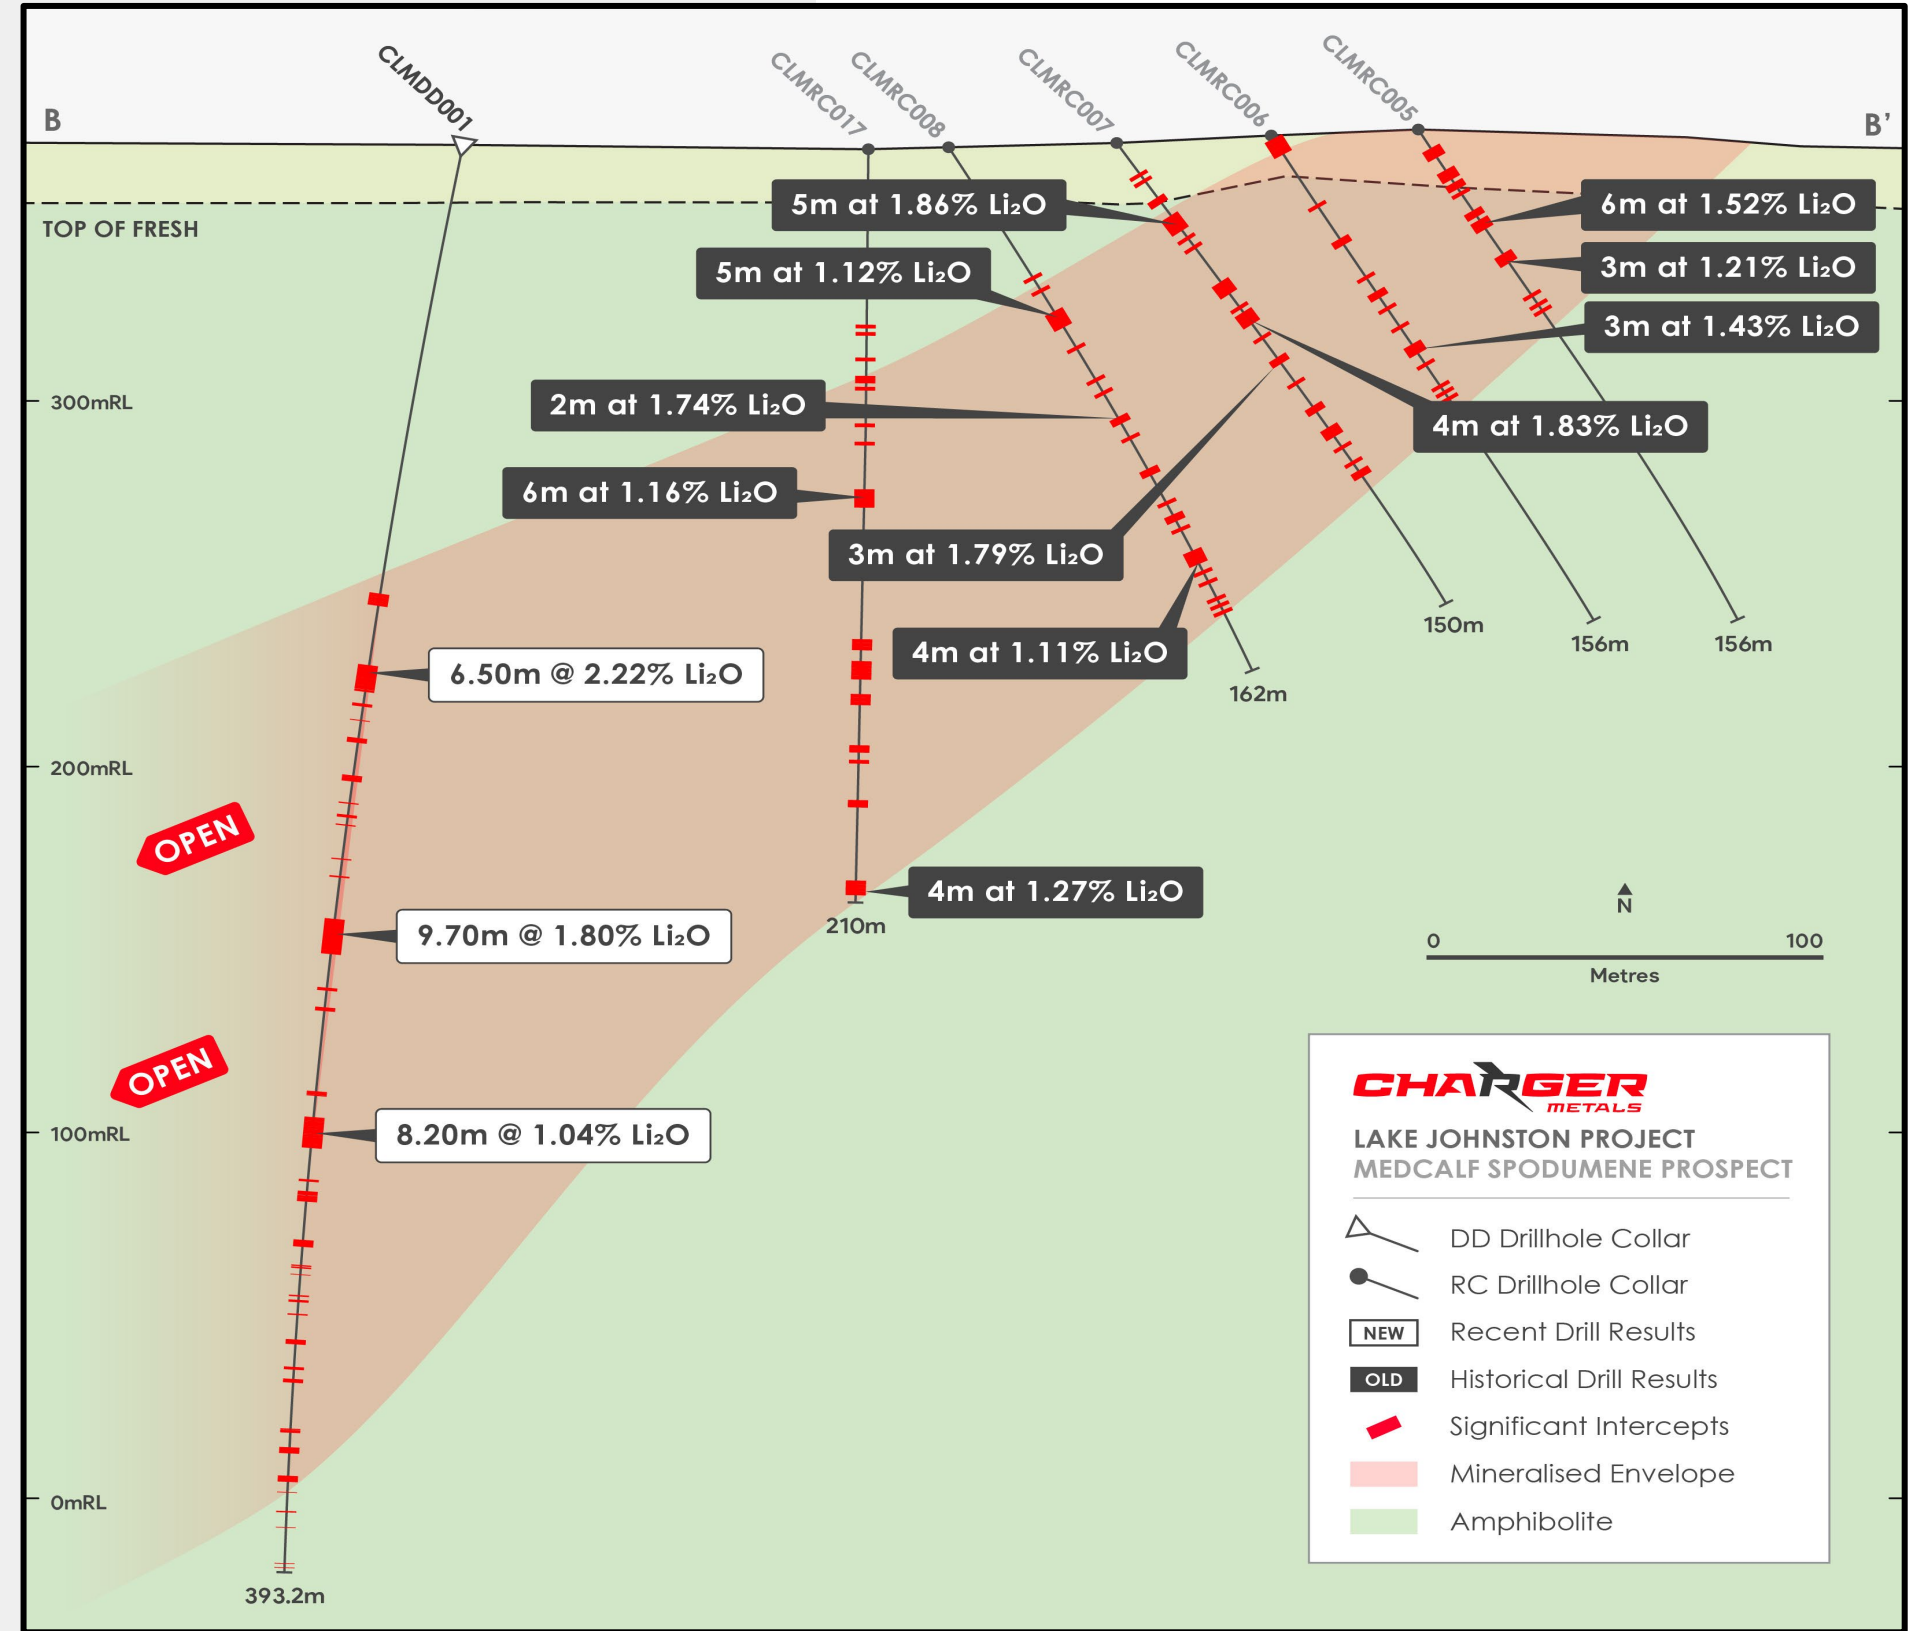 CLMDD001
CLMRC017
CLMRC008
CLMRC007
CLMRC006
CLMRC005
B
B’
TOP OF FRESH
5m at 1.86% Li₂O
6m at 1.52% Li₂O
5m at 1.12% Li₂O
3m at 1.21% Li₂O
3m at 1.43% Li₂O
300mRL
2m at 1.74% Li₂O
4m at 1.83% Li₂O
6m at 1.16% Li₂O
3m at 1.79% Li₂O
150m
156m
156m
4m at 1.11% Li₂O
162m
6.50m @ 2.22% Li₂O
200mRL
OPEN
4m at 1.27% Li₂O
210m
9.70m @ 1.80% Li₂O
N
0 100
Metres
OPEN
100mRL
8.20m @ 1.04% Li₂O
0mRL
393.2m
CHARGER
METALS
LAKE JOHNSTON PROJECT
MEDCALF SPODUMENE PROSPECT
DD Drillhole Collar
RC Drillhole Collar
NEW Recent Drill Results
OLD Historical Drill Results
Significant Intercepts
Mineralised Envelope
Amphibolite